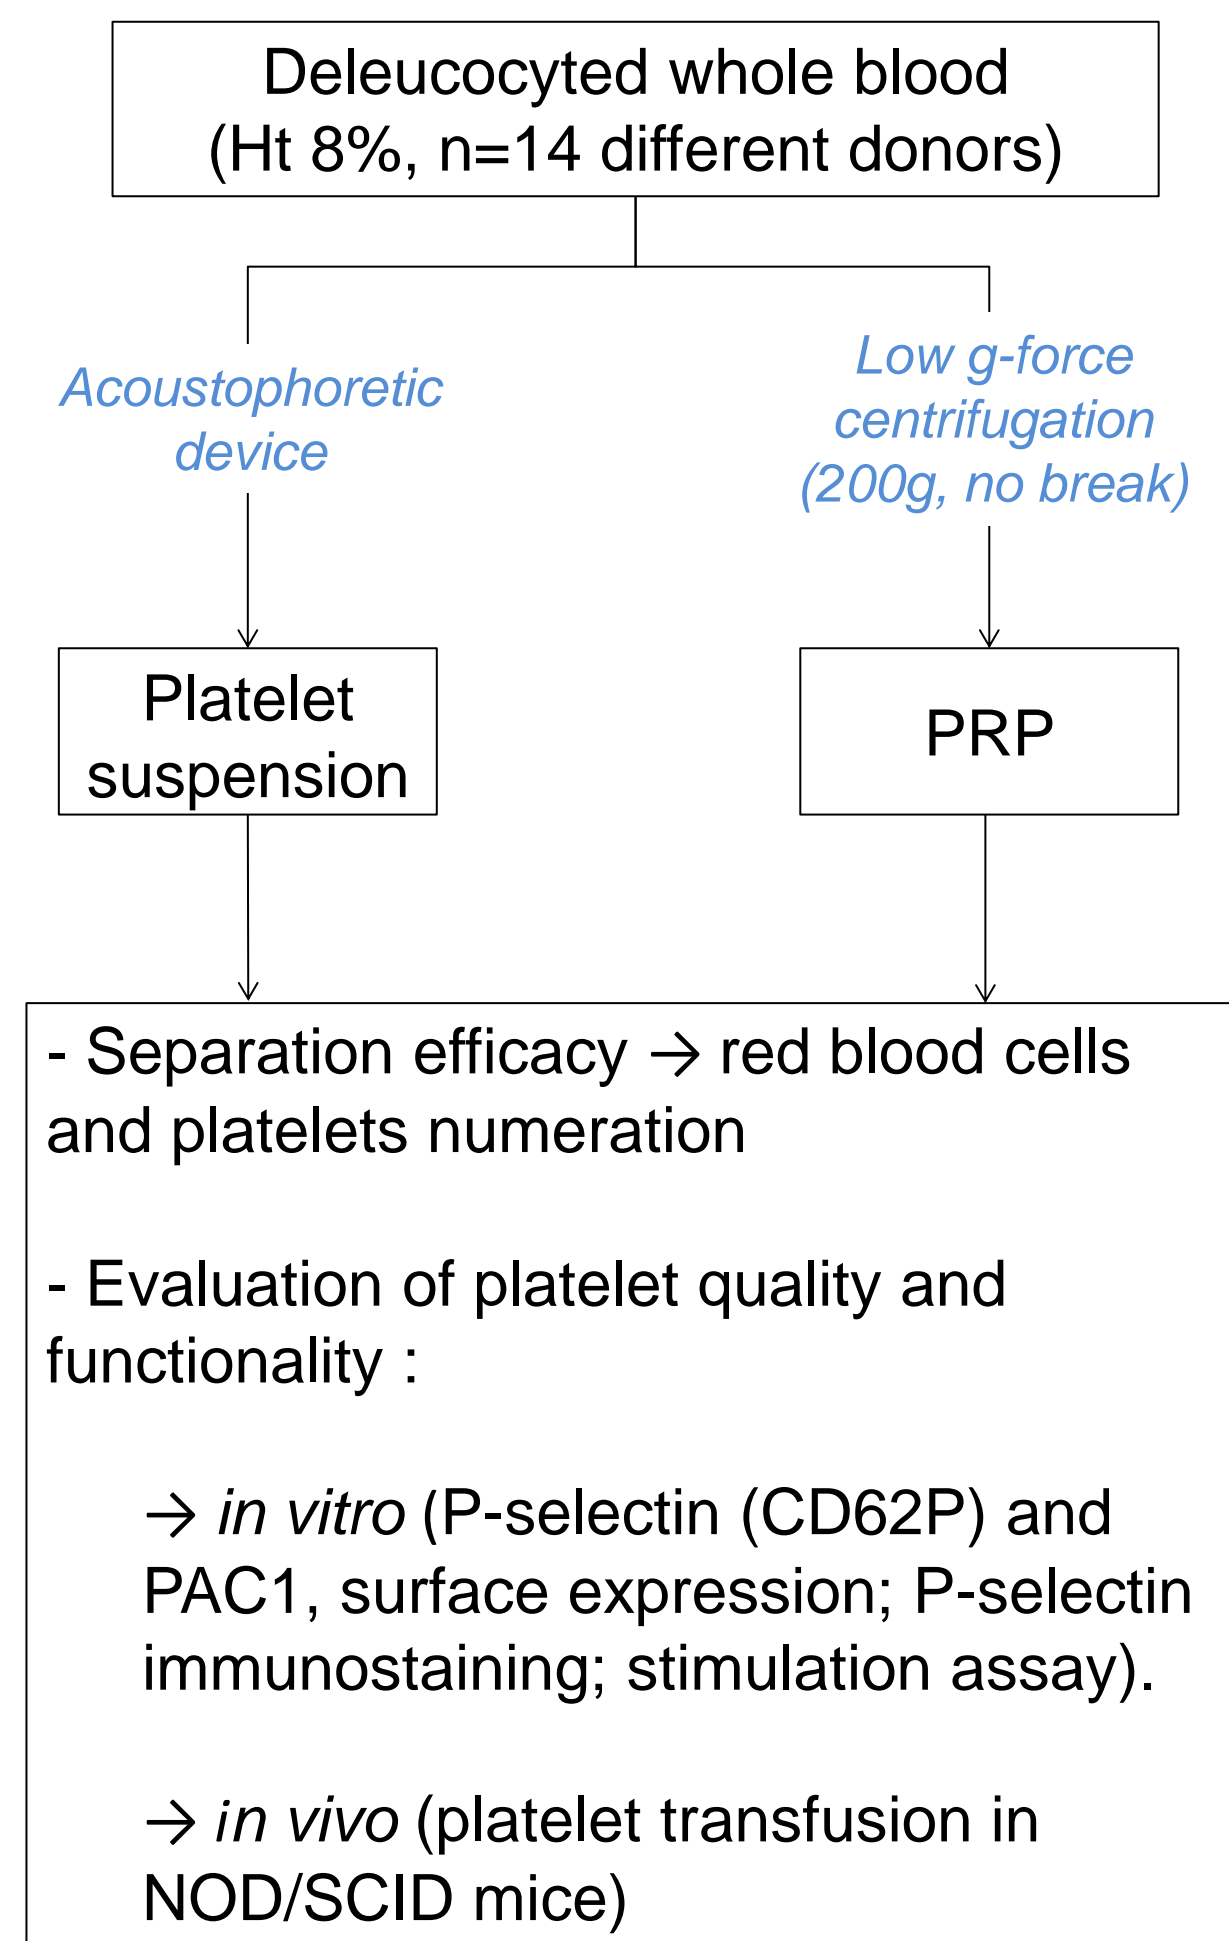 Deleucocyted whole blood
(Ht 8%, n=14 different donors)
Acoustophoretic
device
Low g-force
centrifugation
(200g, no break)
Platelet
suspension
PRP
- Separation efficacy → red blood cells
and platelets numeration
- Evaluation of platelet quality and
functionality :
→ in vitro (P-selectin (CD62P) and
PAC1, surface expression; P-selectin
immunostaining; stimulation assay).
→ in vivo (platelet transfusion in
NOD/SCID mice)